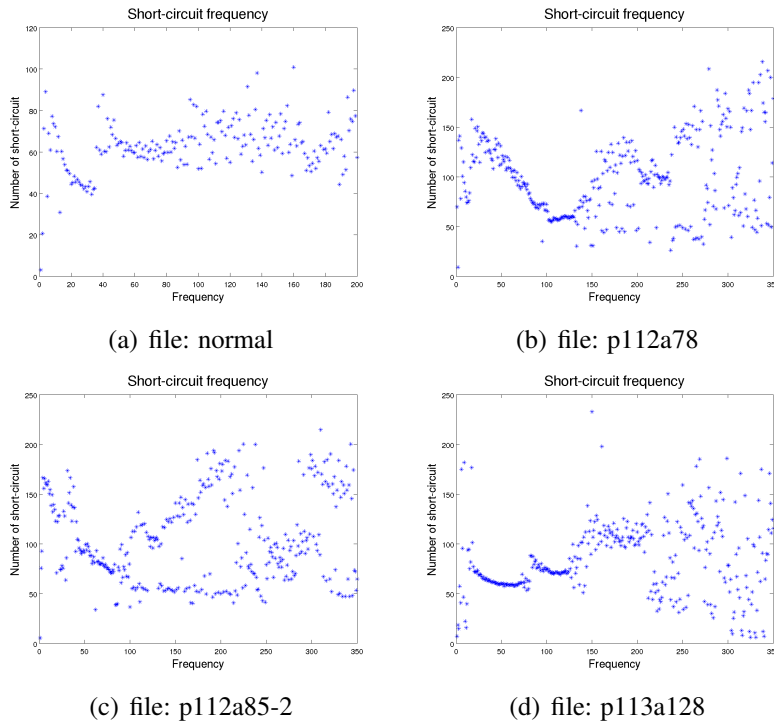 Short-circuit frequency
Number of short-circuit
120
100
80
60
40
20
0
0 20 40 60 80 100 120 140 160 180 200
Frequency
(a) file: normal
Short-circuit frequency
Number of short-circuit
250
200
150
100
50
0
0 50 100 150 200 250 300 350
Frequency
(b) file: p112a78
Short-circuit frequency
Number of short-circuit
250
200
150
100
50
0
0 50 100 150 200 250 300 350
Frequency
(c) file: p112a85-2
Short-circuit frequency
Number of short-circuit
250
200
150
100
50
0
0 50 100 150 200 250 300 350
Frequency
(d) file: p113a128